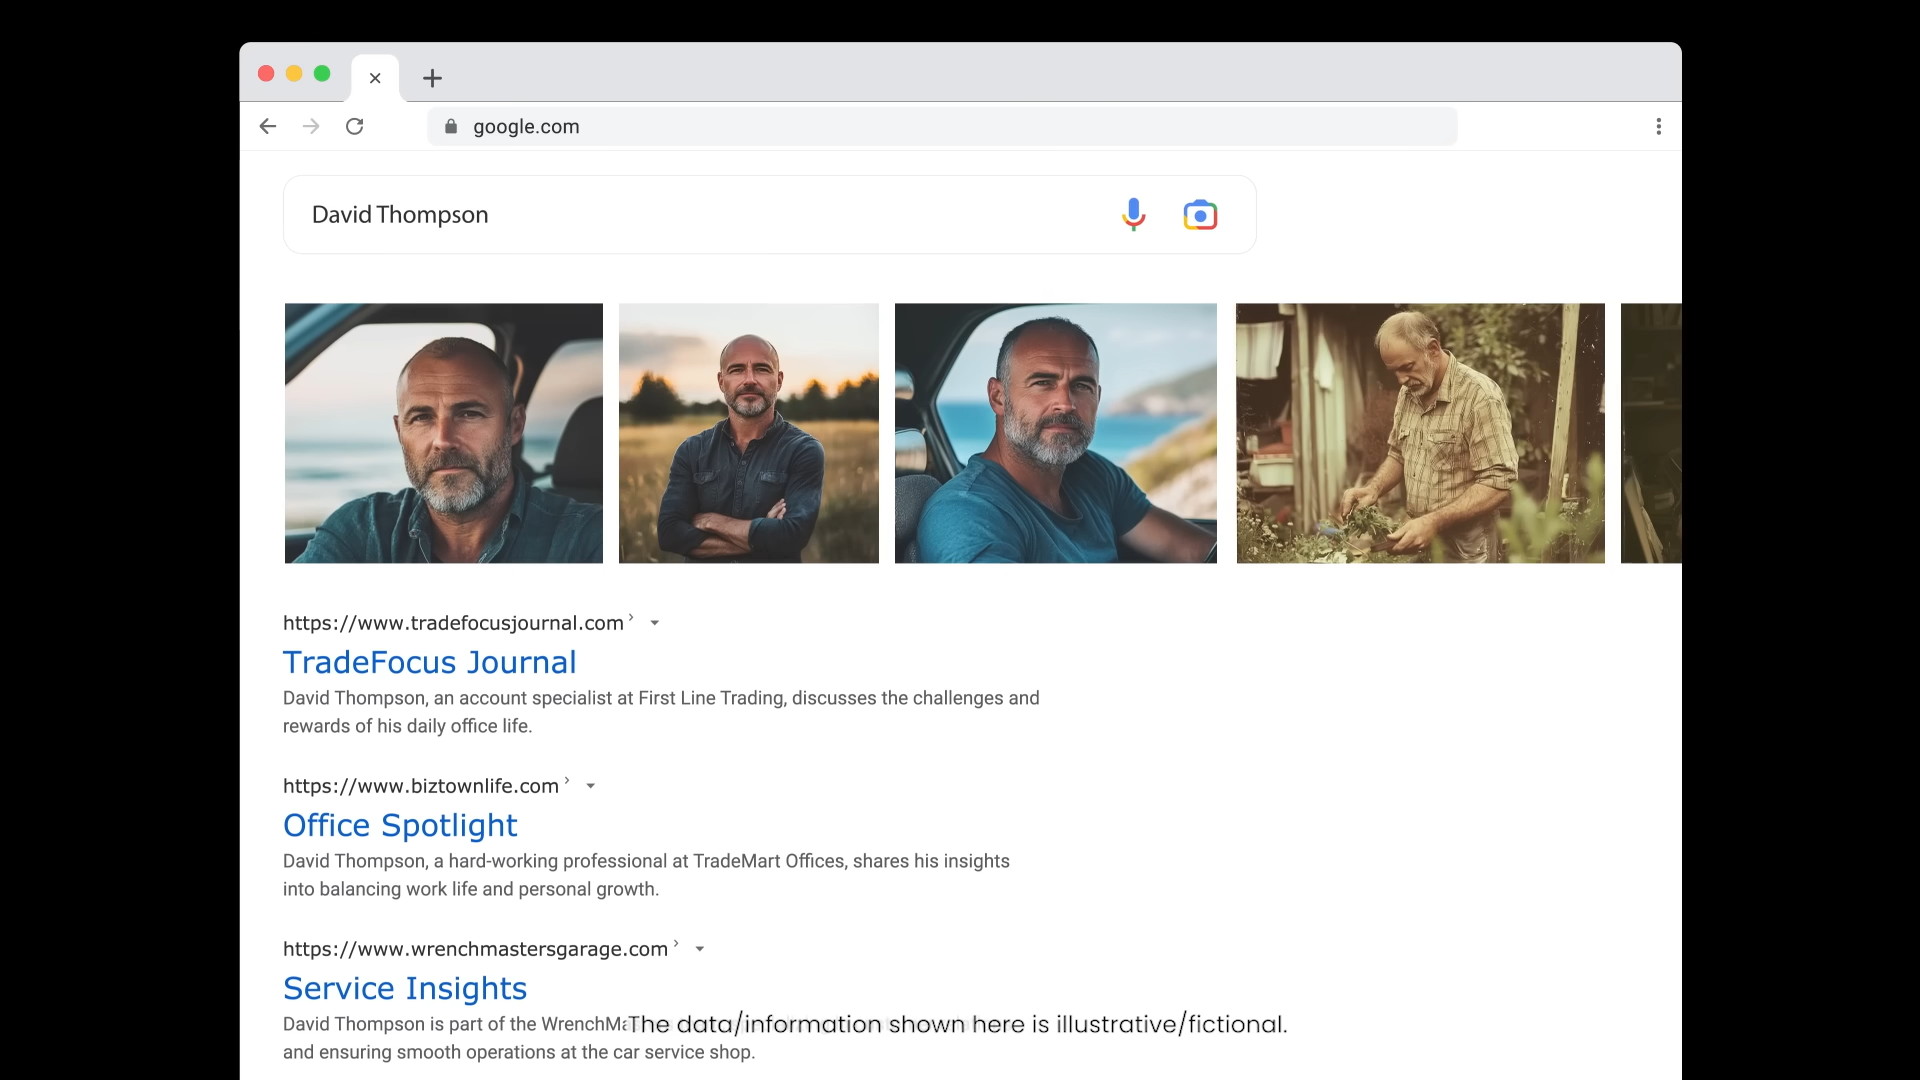 google.com
David Thompson
https://www.tradefocusjournal.com
TradeFocus Journal
David Thompson, an account specialist at First Line Trading, discusses the challenges and
rewards of his daily office life.
https://www.biztownlife.com
Office Spotlight
David Thompson, a hard-working professional at TradeMart Offices, shares his insights
into balancing work life and personal growth.
https://www.wrenchmastersgarage.com
Service Insights
David Thompson is part of the
The data/information shown here is illustrative/fictional.
and ensuring smooth operations at the car service shop.